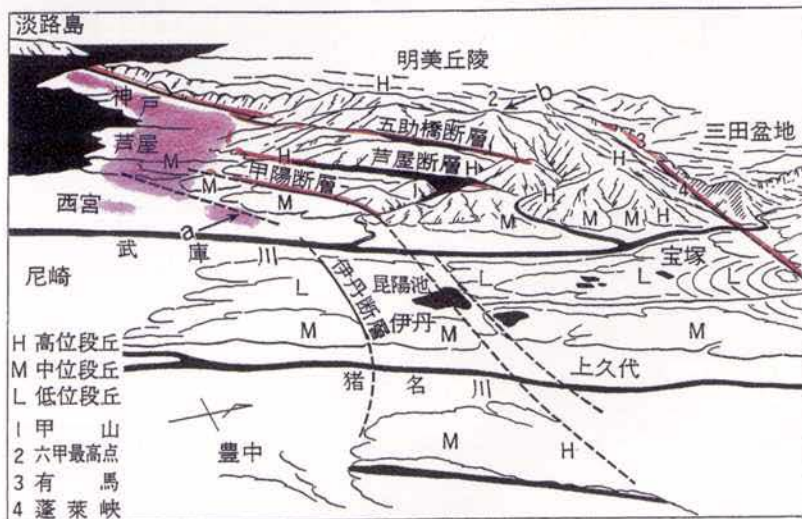 淡路島
明美丘陵
H
神戸
2
b
五助橋断層
三田盆地
3
芦屋
M
H
芦屋断層
H
H
4
甲陽断層
1
H
M
M
M
M
M
H
西宮
a
武庫川
宝塚
尼崎
L
伊丹断層
昆陽池
L
L
L
伊丹
M
M
M
上久代
猪名川
豊中
M
H
H 高位段丘
M 中位段丘
L 低位段丘
1 甲山
2 六甲最高点
3 有馬
4 蓬萊峡